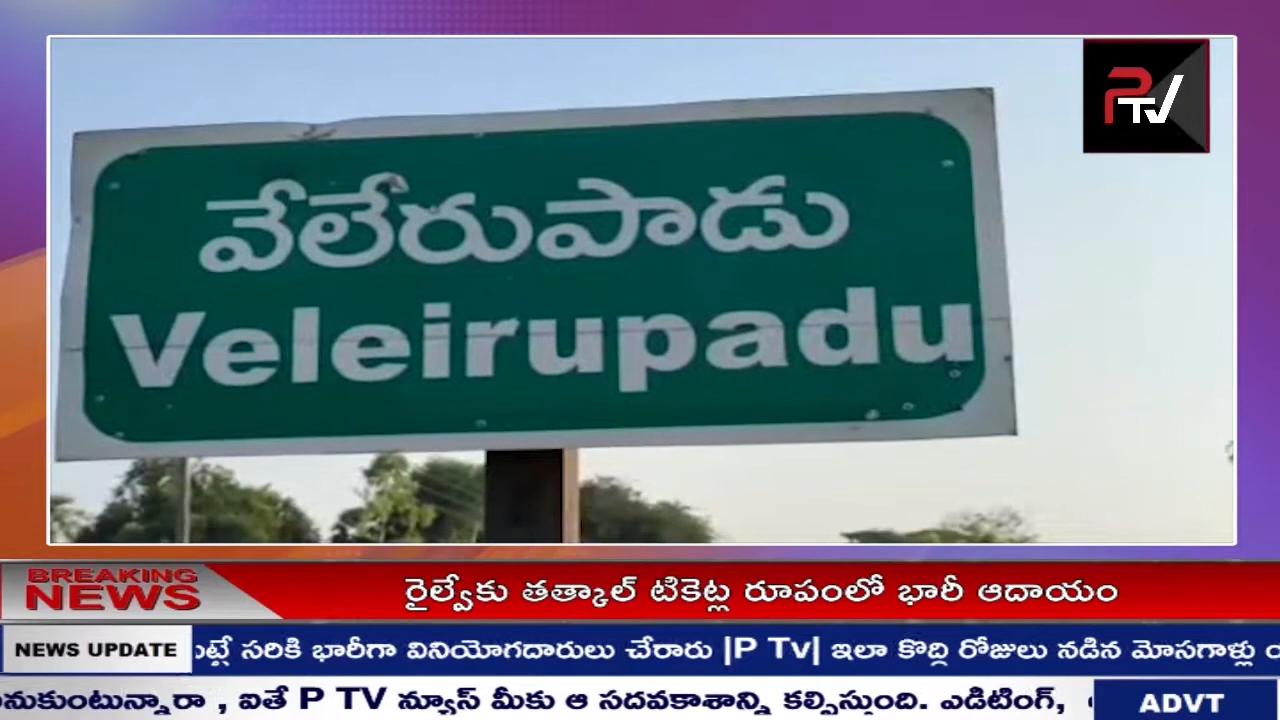 PTV
వేలేరుపాడు
Veleirupadu
BREAKING NEWS
రైల్వేకు తత్కాల్ టికెట్ల రూపంలో భారీ ఆదాయం
NEWS UPDATE
సరికి భారీగా వినియోగదారులు చేరారు |P Tv| ఇలా కొద్ది రోజులు నడిన మోసగాళ్లు
, ఐతే P TV న్యూస్ మీకు ఆ సదవకాశాన్ని కల్పిస్తుంది. ఎడిటింగ్,
ADVT